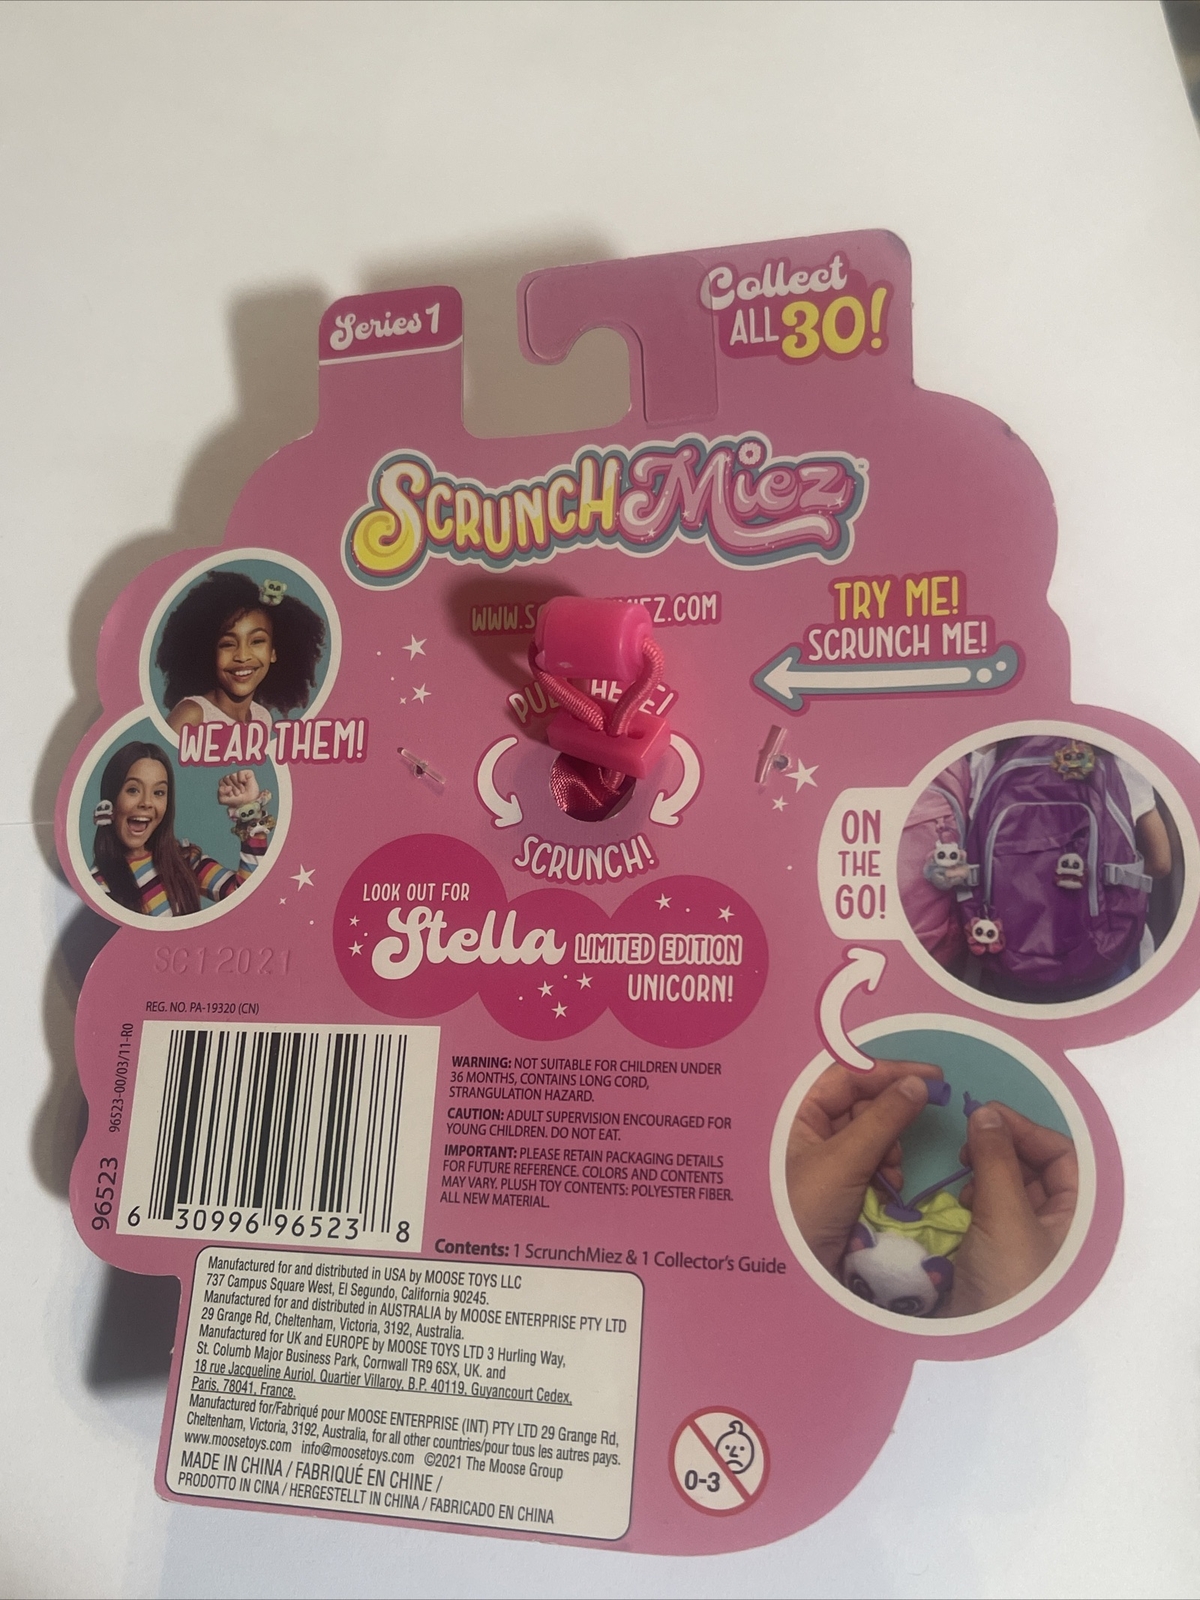 Series 1
Collect
ALL 30!
SCRUNCHMiez™
WWW.SC MIEZ.COM
TRY ME!
SCRUNCH ME!
WEAR THEM!
SCRUNCH!
ON
THE
GO!
LOOK OUT FOR
Stella LIMITED EDITION
UNICORN!
SC12021
REG. NO. PA-19320 (CN)
96523-00/03/11-R0
96523
6 30996 96523 8
WARNING: NOT SUITABLE FOR CHILDREN UNDER
36 MONTHS, CONTAINS LONG CORD,
STRANGULATION HAZARD.
CAUTION: ADULT SUPERVISION ENCOURAGED FOR
YOUNG CHILDREN. DO NOT EAT.
IMPORTANT: PLEASE RETAIN PACKAGING DETAILS
FOR FUTURE REFERENCE. COLORS AND CONTENTS
MAY VARY. PLUSH TOY CONTENTS: POLYESTER FIBER.
ALL NEW MATERIAL.
Contents: 1 ScrunchMiez & 1 Collector's Guide
Manufactured for and distributed in USA by MOOSE TOYS LLC
737 Campus Square West, El Segundo, California 90245.
Manufactured for and distributed in AUSTRALIA by MOOSE ENTERPRISE PTY LTD
29 Grange Rd, Cheltenham, Victoria, 3192, Australia.
Manufactured for UK and EUROPE by MOOSE TOYS LTD 3 Hurling Way,
St. Columb Major Business Park, Cornwall TR9 6SX, UK. and
18 rue Jacqueline Auriol, Quartier Villaroy, B.P. 40119, Guyancourt Cedex,
Paris, 78041, France.
Manufactured for/Fabriqué pour MOOSE ENTERPRISE (INT) PTY LTD 29 Grange Rd,
Cheltenham, Victoria, 3192, Australia, for all other countries/pour tous les autres pays.
www.moosetoys.com info@moosetoys.com ©2021 The Moose Group
MADE IN CHINA / FABRIQUÉ EN CHINE /
PRODOTTO IN CINA / HERGESTELLT IN CHINA / FABRICADO EN CHINA
0-3